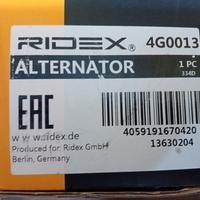 RIDEX® 4G0013
ALTERNATOR
1 PC
334D
EAC
www.ridex.de
Produced for: Ridex GmbH
Berlin, Germany
4059191670420
13630204